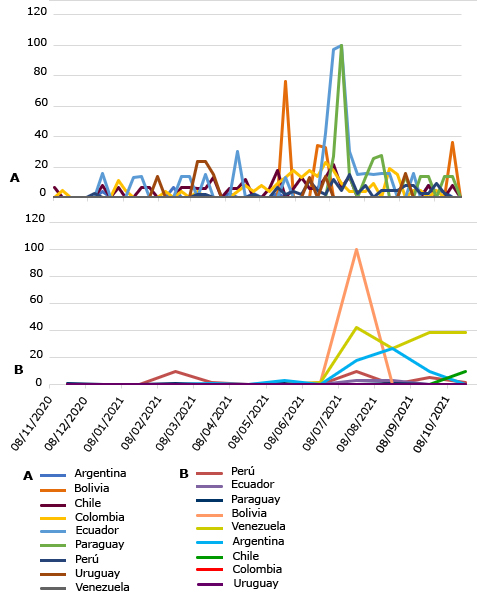 120
100
80
60
40
20
A
0
120
100
80
60
40
20
B
0
08/11/2020
08/12/2020
08/01/2021
08/02/2021
08/03/2021
08/04/2021
08/05/2021
08/06/2021
08/07/2021
08/08/2021
08/09/2021
08/10/2021
A
Argentina
Bolivia
Chile
Colombia
Ecuador
Paraguay
Perú
Uruguay
Venezuela
B
Perú
Ecuador
Paraguay
Bolivia
Venezuela
Argentina
Chile
Colombia
Uruguay